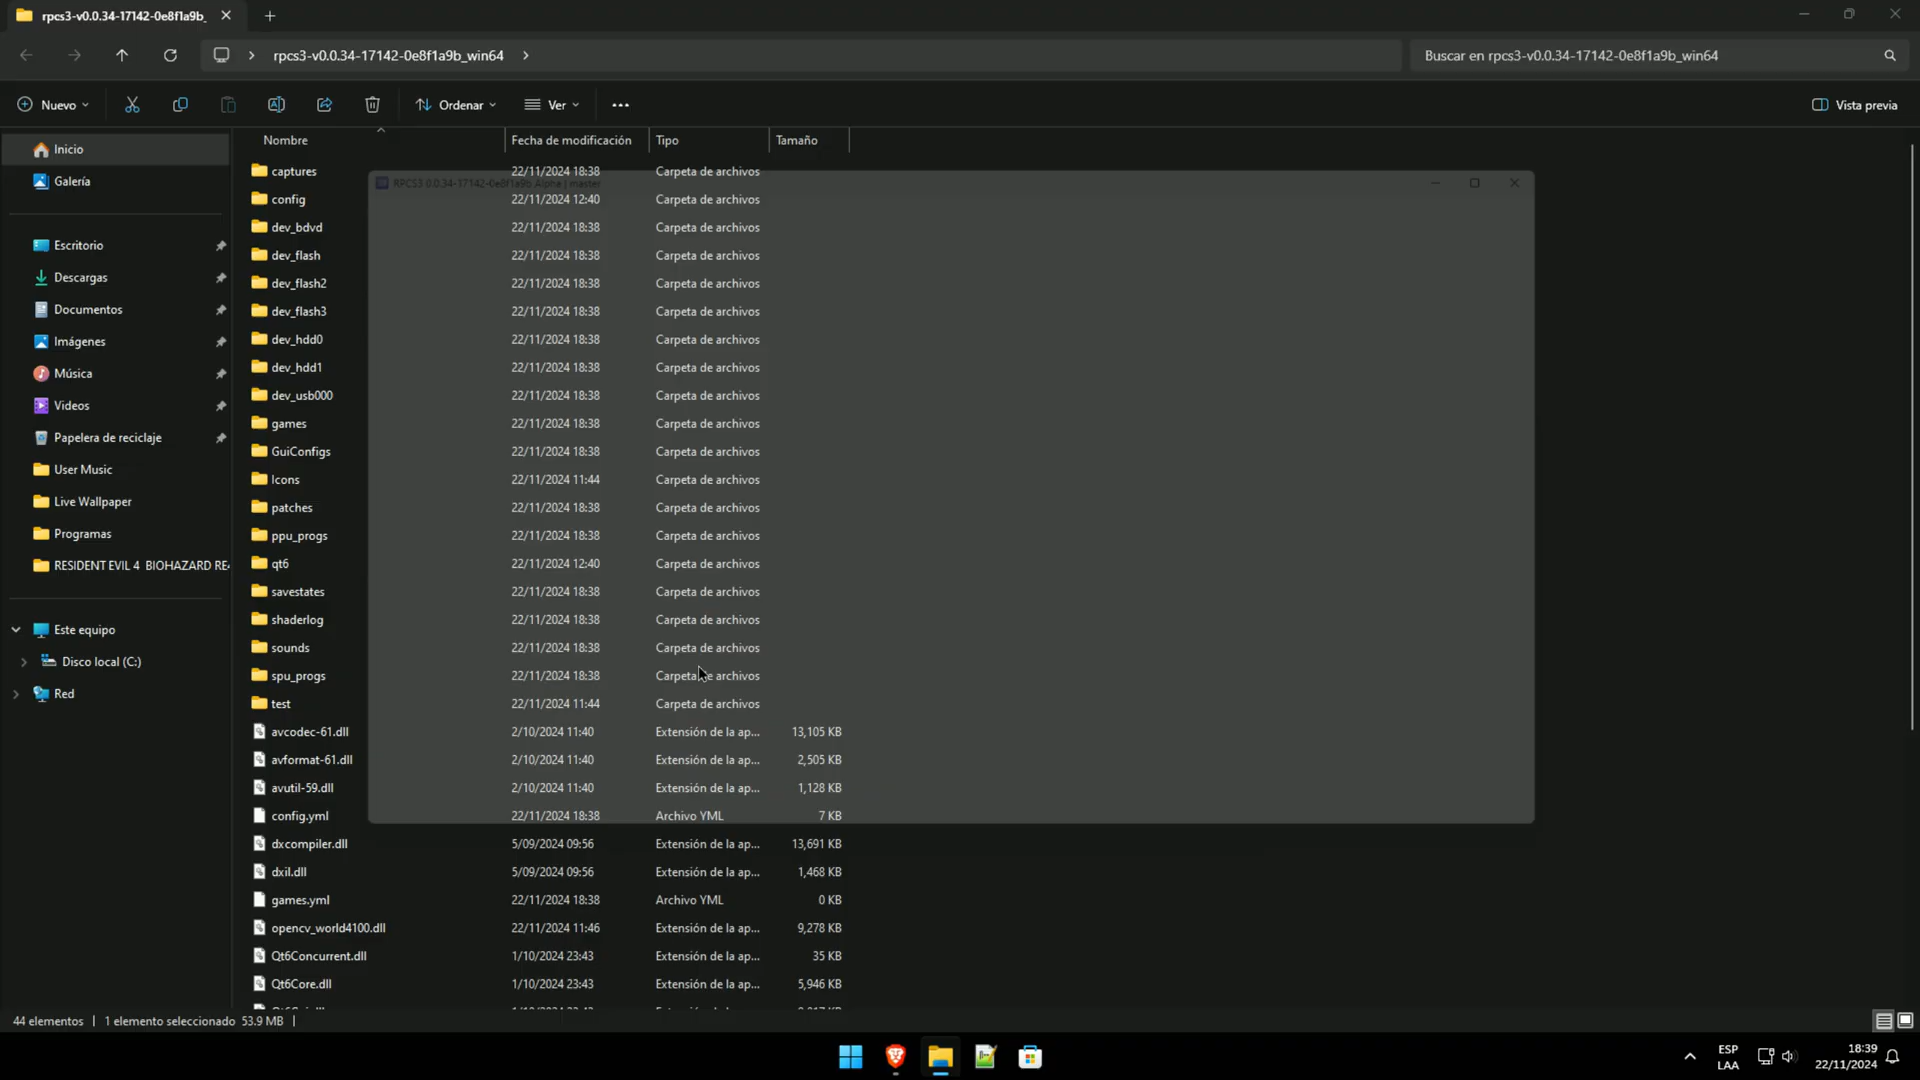 rpcs3-v0.0.34-17142-0e8f1a9b_
rpcs3-v0.0.34-17142-0e8f1a9b_win64
Buscar en rpcs3-v0.0.34-17142-0e8f1a9b_win64
Nuevo
Ordenar
Ver
Vista previa
Inicio
Galería
Escritorio
Descargas
Documentos
Imágenes
Música
Videos
Papelera de reciclaje
User Music
Live Wallpaper
Programas
RESIDENT EVIL 4 BIOHAZARD RE4
Este equipo
Disco local (C:)
Red
Nombre Fecha de modificación Tipo Tamaño
captures 22/11/2024 18:38 Carpeta de archivos
RPCS3 0.0.34-17142-0e8f1a9b Alpha | master
config 22/11/2024 12:40 Carpeta de archivos
dev_bdvd 22/11/2024 18:38 Carpeta de archivos
dev_flash 22/11/2024 18:38 Carpeta de archivos
dev_flash2 22/11/2024 18:38 Carpeta de archivos
dev_flash3 22/11/2024 18:38 Carpeta de archivos
dev_hdd0 22/11/2024 18:38 Carpeta de archivos
dev_hdd1 22/11/2024 18:38 Carpeta de archivos
dev_usb000 22/11/2024 18:38 Carpeta de archivos
games 22/11/2024 18:38 Carpeta de archivos
GuiConfigs 22/11/2024 18:38 Carpeta de archivos
Icons 22/11/2024 11:44 Carpeta de archivos
patches 22/11/2024 18:38 Carpeta de archivos
ppu_progs 22/11/2024 18:38 Carpeta de archivos
qt6 22/11/2024 12:40 Carpeta de archivos
savestates 22/11/2024 18:38 Carpeta de archivos
shaderlog 22/11/2024 18:38 Carpeta de archivos
sounds 22/11/2024 18:38 Carpeta de archivos
spu_progs 22/11/2024 18:38 Carpeta de archivos
test 22/11/2024 11:44 Carpeta de archivos
avcodec-61.dll 2/10/2024 11:40 Extensión de la ap... 13,105 KB
avformat-61.dll 2/10/2024 11:40 Extensión de la ap... 2,505 KB
avutil-59.dll 2/10/2024 11:40 Extensión de la ap... 1,128 KB
config.yml 22/11/2024 18:38 Archivo YML 7 KB
dxcompiler.dll 5/09/2024 09:56 Extensión de la ap... 13,691 KB
dxil.dll 5/09/2024 09:56 Extensión de la ap... 1,468 KB
games.yml 22/11/2024 18:38 Archivo YML 0 KB
opencv_world4100.dll 22/11/2024 11:46 Extensión de la ap... 9,278 KB
Qt6Concurrent.dll 1/10/2024 23:43 Extensión de la ap... 35 KB
Qt6Core.dll 1/10/2024 23:43 Extensión de la ap... 5,946 KB
44 elementos | 1 elemento seleccionado 53.9 MB |
ESP
LAA
18:39
22/11/2024